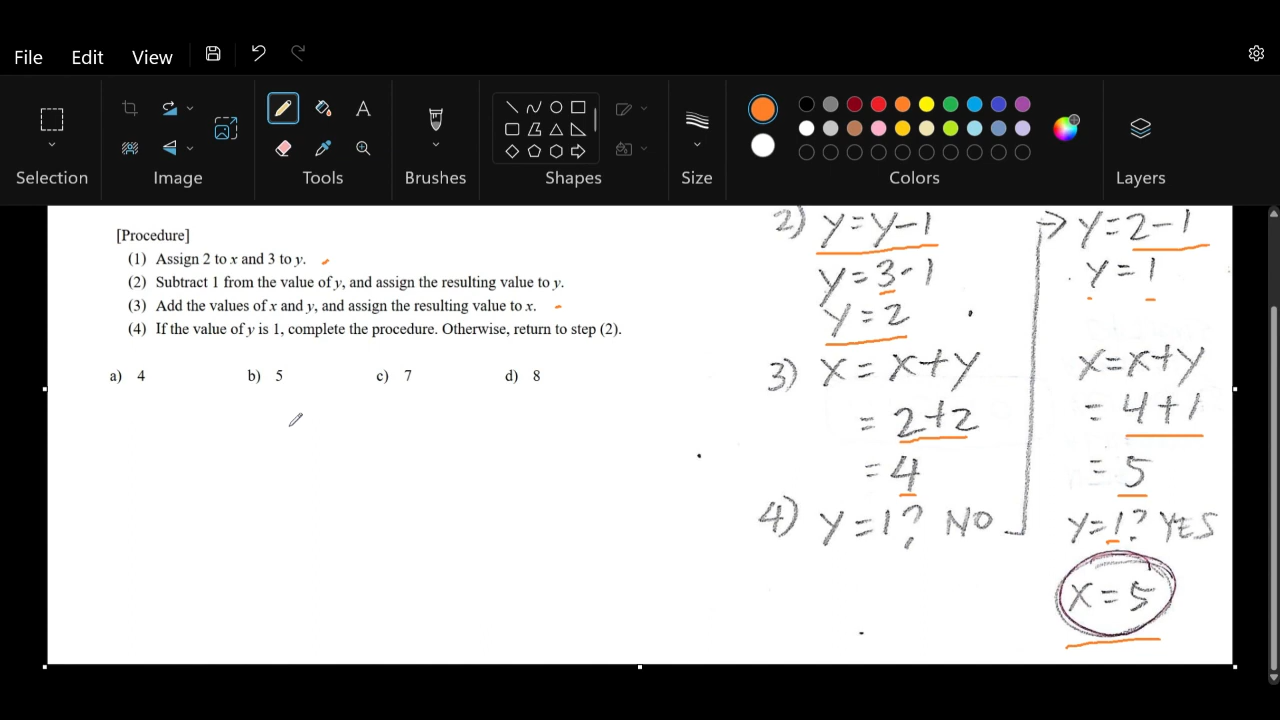 File Edit View
Selection Image Tools Brushes Shapes Size Colors Layers
[Procedure]
(1) Assign 2 to x and 3 to y.
(2) Subtract 1 from the value of y, and assign the resulting value to y.
(3) Add the values of x and y, and assign the resulting value to x.
(4) If the value of y is 1, complete the procedure. Otherwise, return to step (2).
a) 4 b) 5 c) 7 d) 8
2) y=y-1
y=3-1
y=2
3) x=x+y
=2+2
=4
4) y=1? NO
y=2-1
y=1
x=x+y
=4+1
=5
y=1? YES
x=5